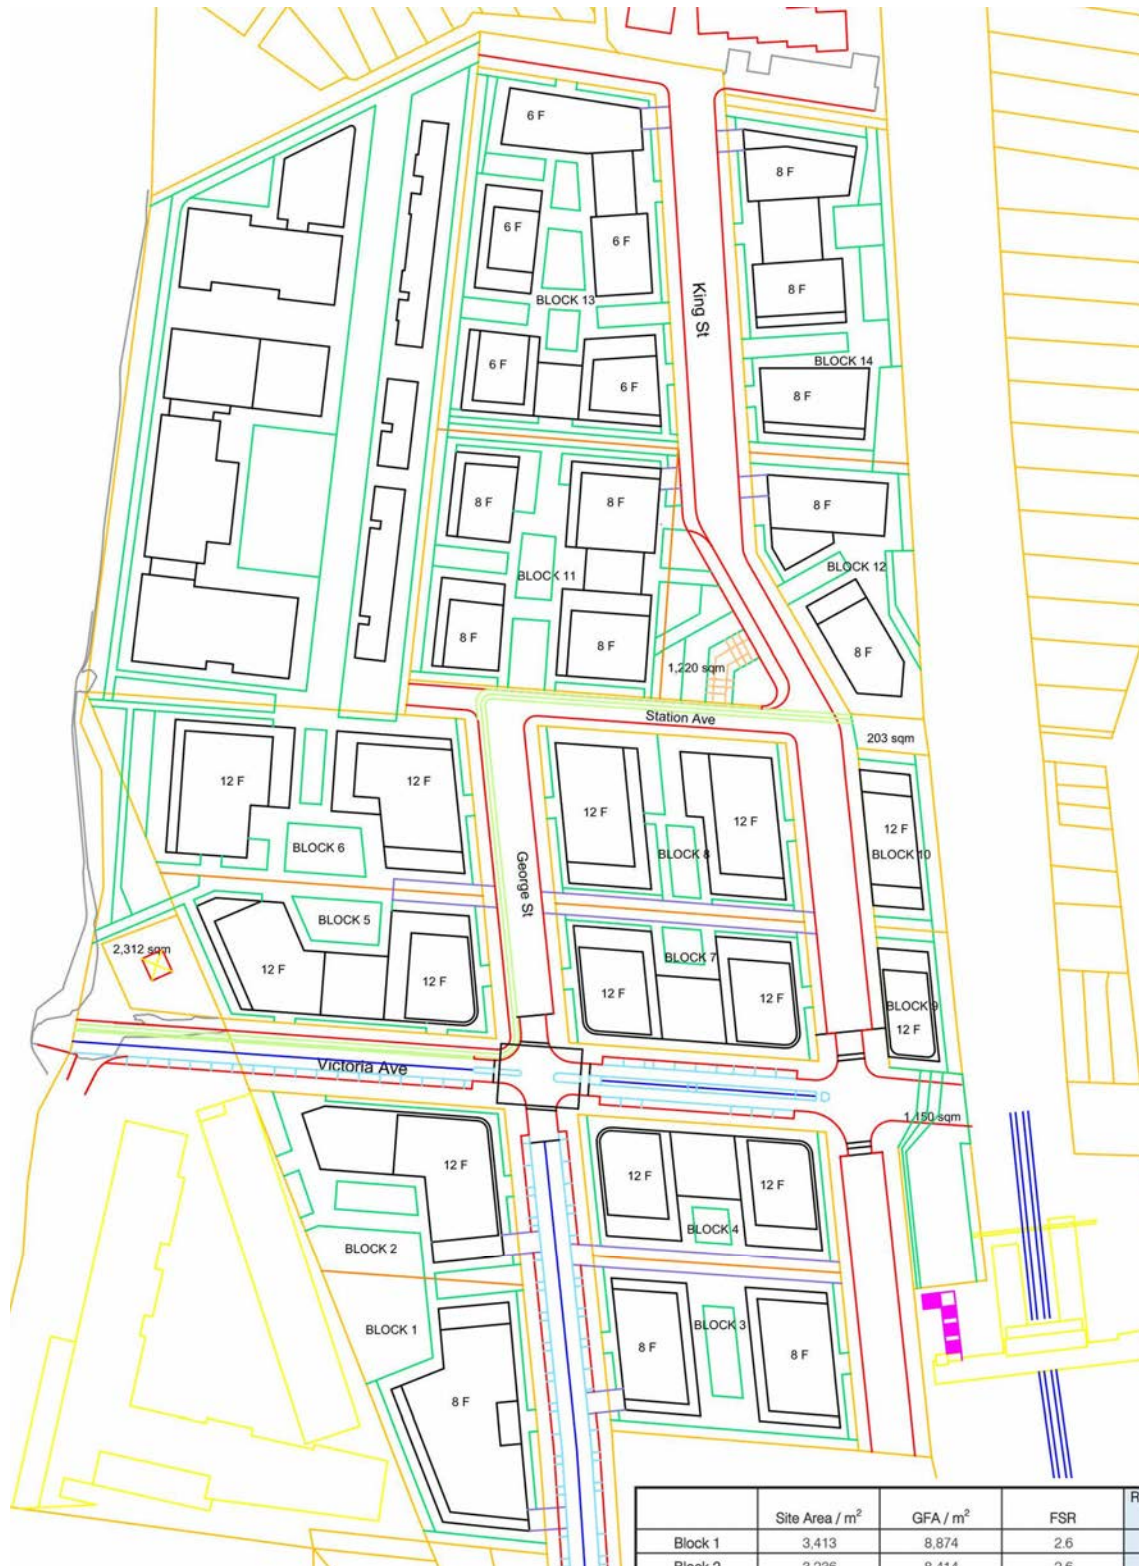 6 F
8 F
6 F
6 F
King St
8 F
BLOCK 13
6 F
6 F
BLOCK 14
8 F
8 F
8 F
8 F
BLOCK 11
BLOCK 12
8 F
8 F
8 F
1,220 sqm
Station Ave
203 sqm
12 F
12 F
12 F
12 F
12 F
BLOCK 6
George St
BLOCK 8
BLOCK 10
BLOCK 5
2,312 sqm
12 F
12 F
BLOCK 7
12 F
12 F
BLOCK 9
12 F
Victoria Ave
1,150 sqm
12 F
12 F
12 F
BLOCK 2
BLOCK 4
BLOCK 1
BLOCK 3
8 F
8 F
8 F
Site Area / m² GFA / m² FSR
Block 1 3,413 8,874 2.6